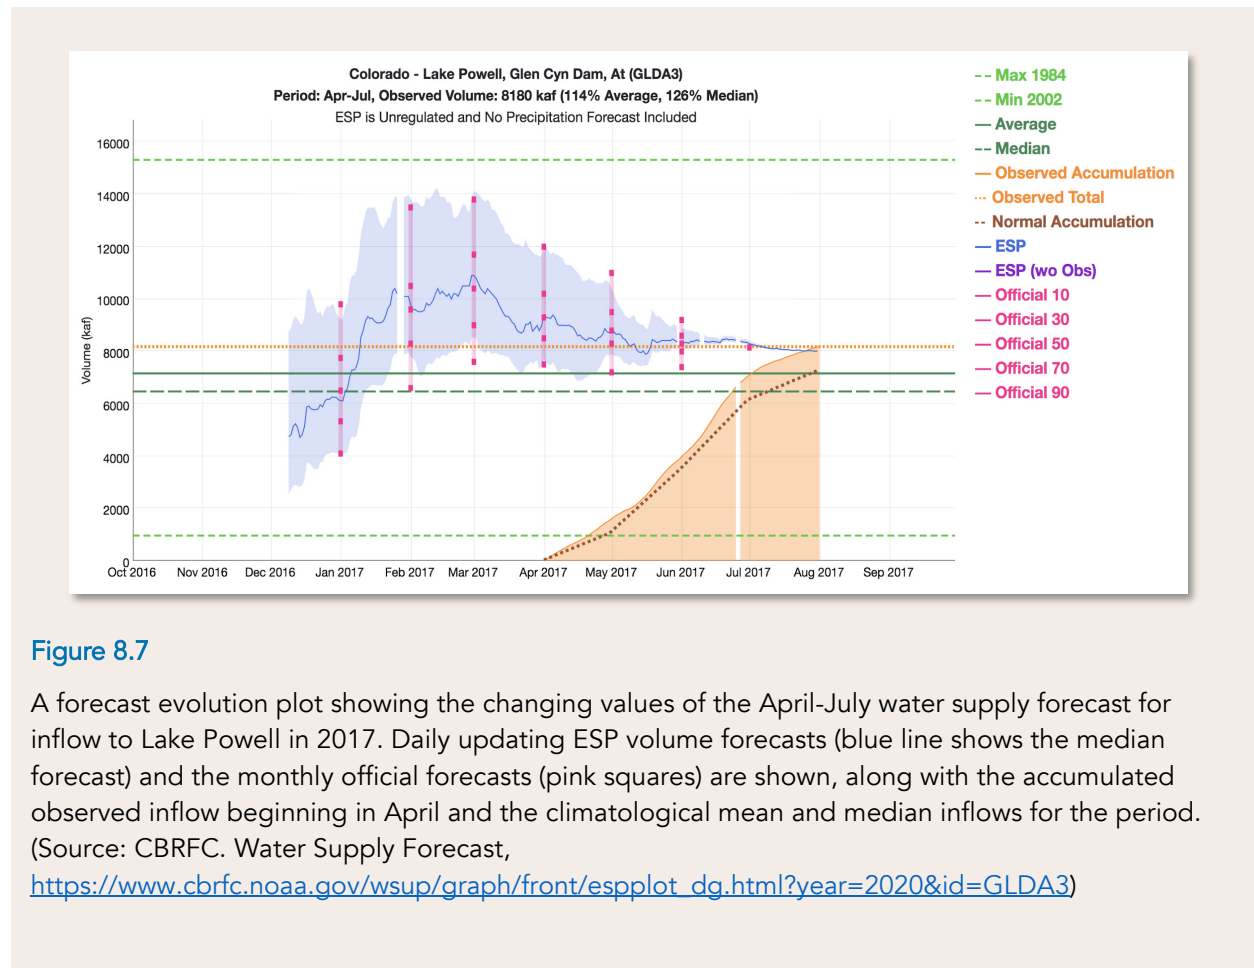 Colorado - Lake Powell, Glen Cyn Dam, At (GLDA3)
Period: Apr-Jul, Observed Volume: 8180 kaf (114% Average, 126% Median)
ESP is Unregulated and No Precipitation Forecast Included
Volume (kaf)
16000
14000
12000
10000
8000
6000
4000
2000
0
Oct 2016 Nov 2016 Dec 2016 Jan 2017 Feb 2017 Mar 2017 Apr 2017 May 2017 Jun 2017 Jul 2017 Aug 2017 Sep 2017
Max 1984
Min 2002
Average
Median
Observed Accumulation
Observed Total
Normal Accumulation
ESP
ESP (wo Obs)
Official 10
Official 30
Official 50
Official 70
Official 90
Figure 8.7
A forecast evolution plot showing the changing values of the April-July water supply forecast for
inflow to Lake Powell in 2017. Daily updating ESP volume forecasts (blue line shows the median
forecast) and the monthly official forecasts (pink squares) are shown, along with the accumulated
observed inflow beginning in April and the climatological mean and median inflows for the period.
(Source: CBRFC. Water Supply Forecast,
https://www.cbrfc.noaa.gov/wsup/graph/front/espplot_dg.html?year=2020&id=GLDA3)